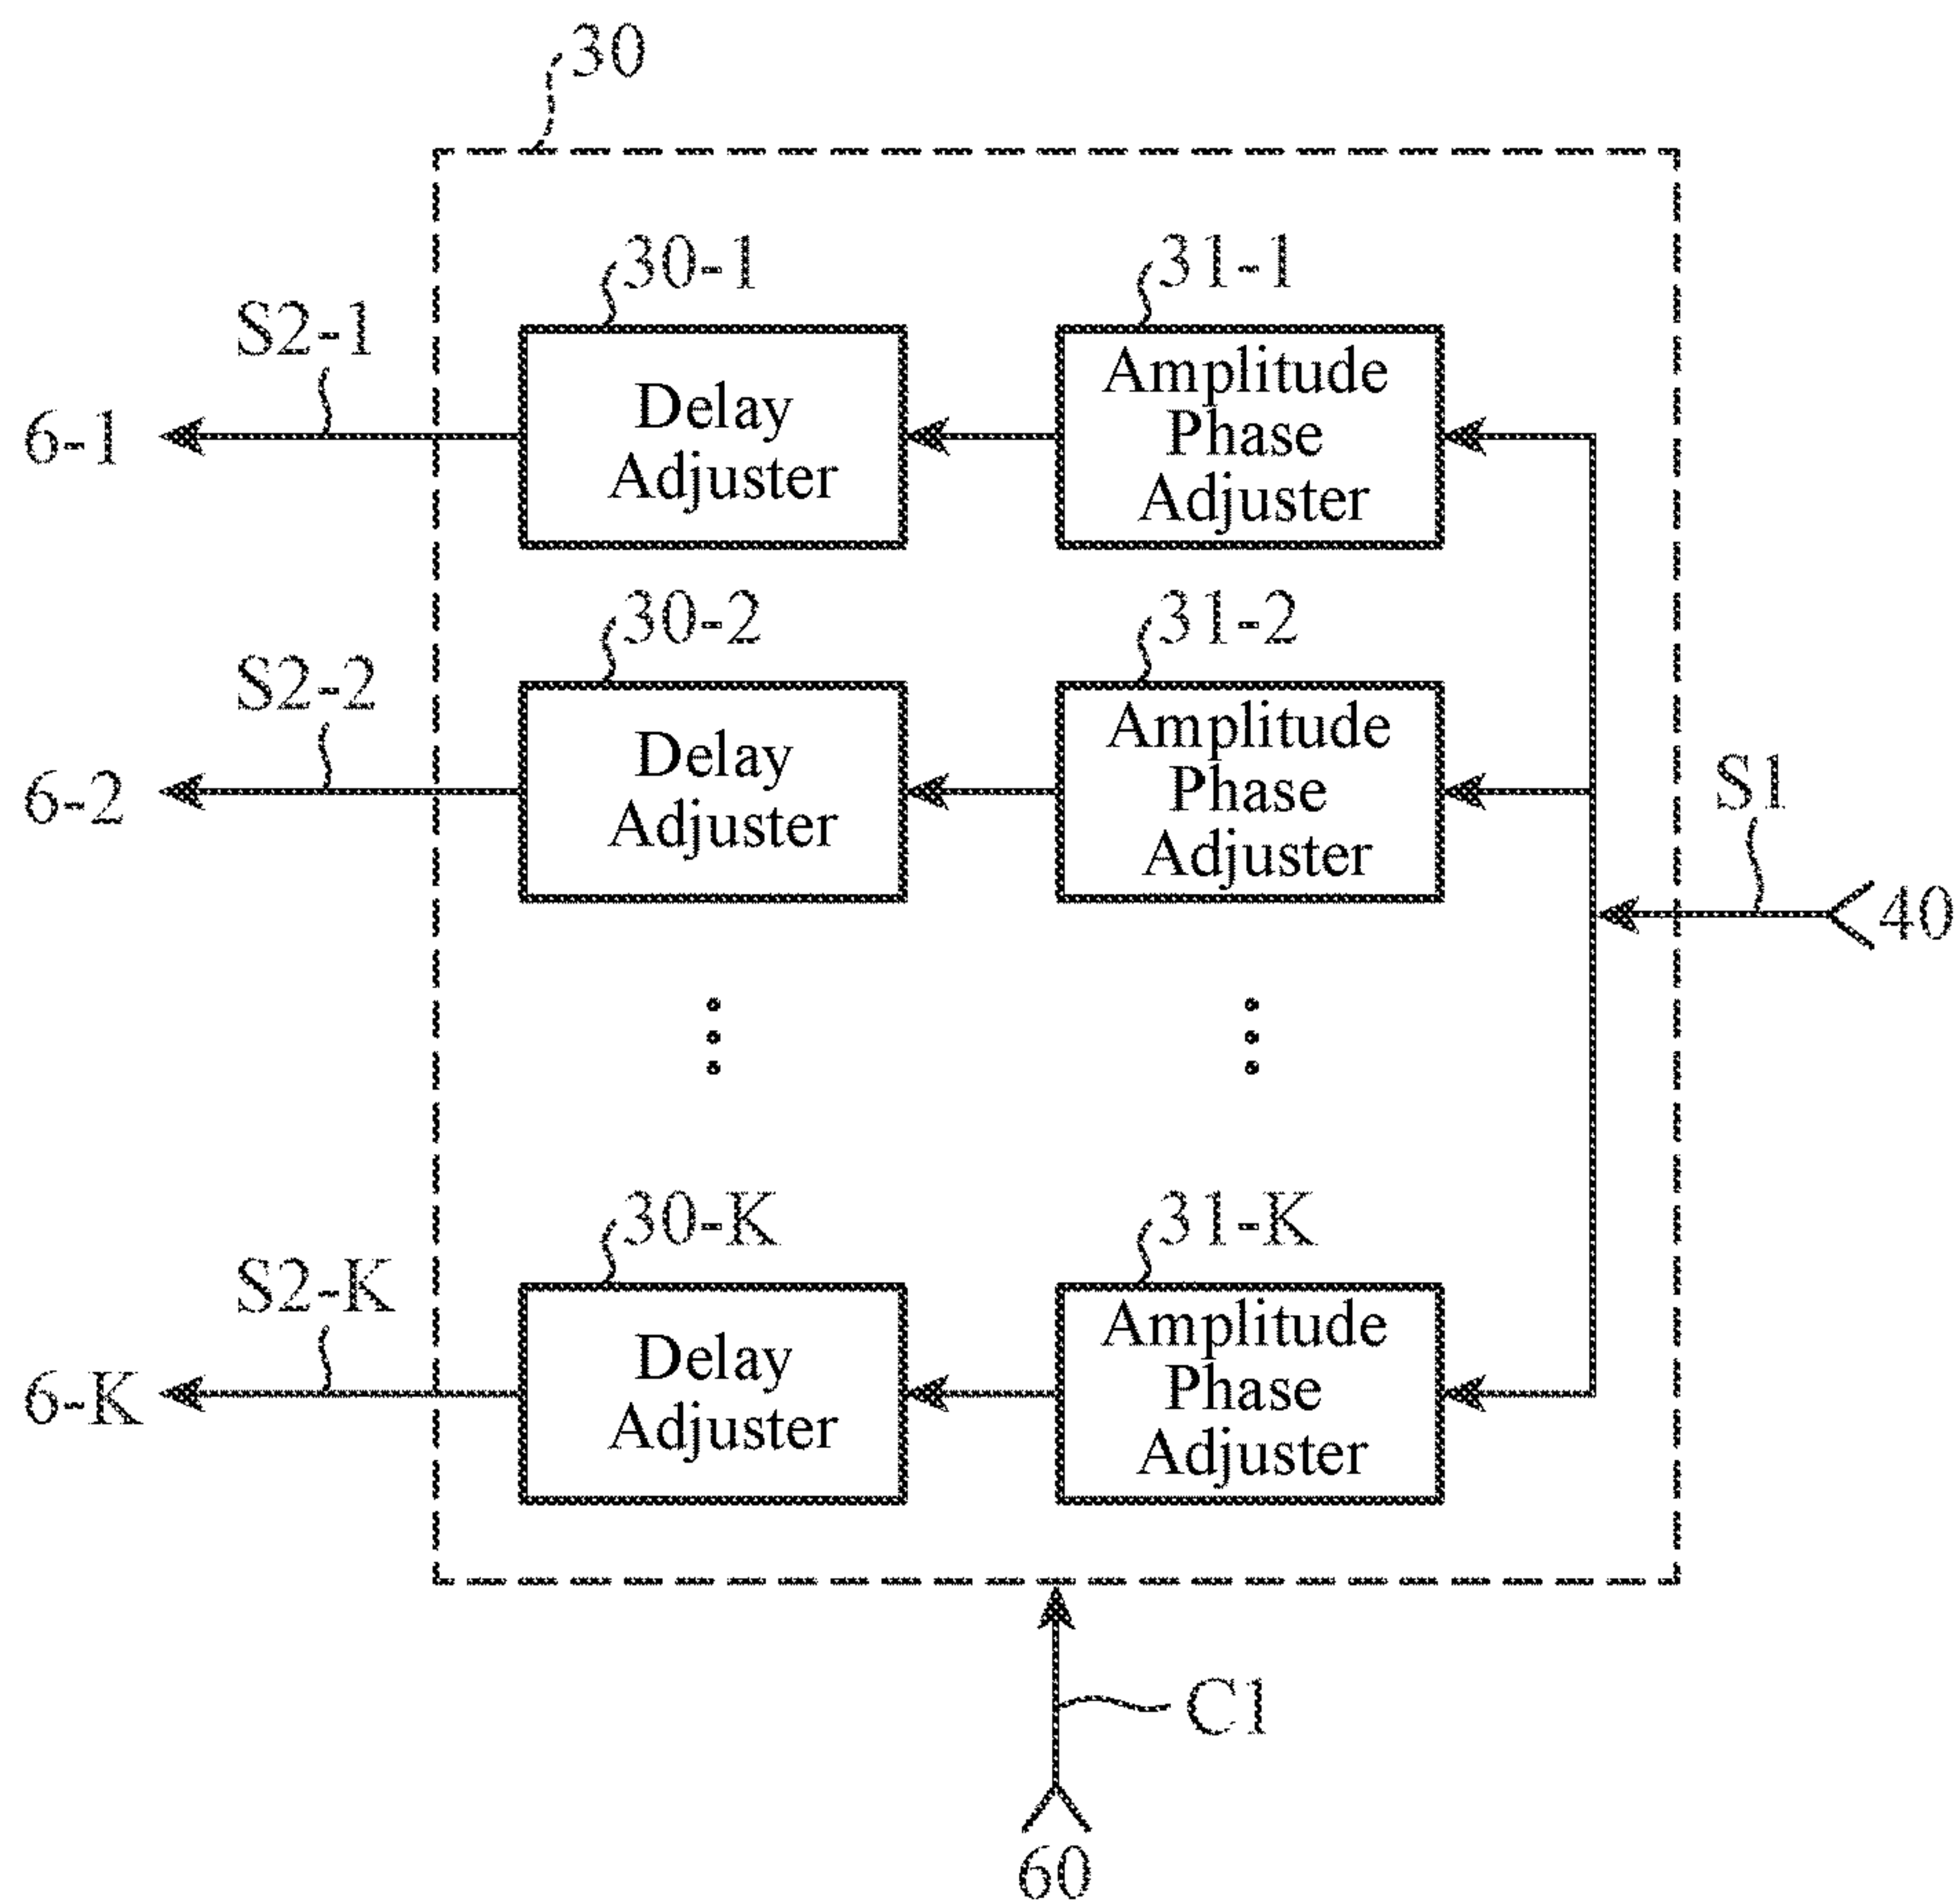 30
30-1
31-1
S2-1
6-1
Delay
Adjuster
Amplitude
Phase
Adjuster
30-2
31-2
S2-2
6-2
Delay
Adjuster
Amplitude
Phase
Adjuster
S1
40
30-K
31-K
S2-K
6-K
Delay
Adjuster
Amplitude
Phase
Adjuster
C1
60